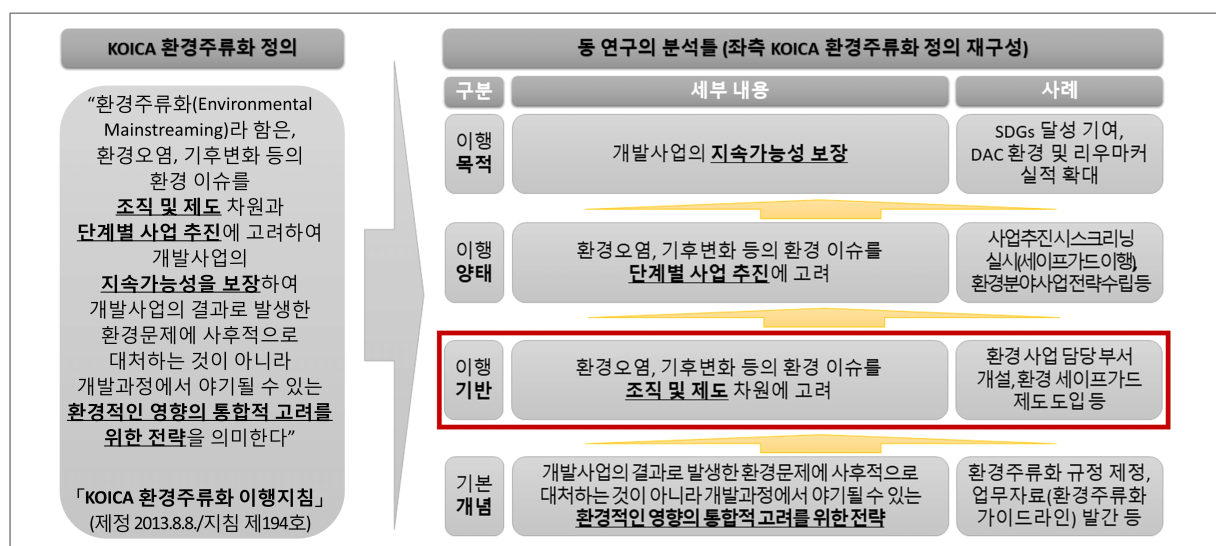 KOICA 환경주류화 정의
“환경주류화(Environmental
Mainstreaming)라 함은,
환경오염, 기후변화 등의
환경 이슈를
조직 및 제도 차원과
단계별 사업 추진에 고려하여
개발사업의
지속가능성을 보장하여
개발사업의 결과로 발생한
환경문제에 사후적으로
대처하는 것이 아니라
개발과정에서 야기될 수 있는
환경적인 영향의 통합적 고려를
위한 전략을 의미한다”
「KOICA 환경주류화 이행지침」
(제정 2013.8.8./지침 제194호)
동 연구의 분석틀 (좌측 KOICA 환경주류화 정의 재구성)
구분
세부 내용
사례
이행
목적
개발사업의 지속가능성 보장
SDGs 달성 기여,
DAC 환경 및 리우마커
실적 확대
이행
양태
환경오염, 기후변화 등의 환경 이슈를
단계별 사업 추진에 고려
사업추진시스크리닝
실시(세이프가드 이행),
환경분야사업전략수립 등
이행
기반
환경오염, 기후변화 등의 환경 이슈를
조직 및 제도 차원에 고려
환경 사업 담당 부서
개설, 환경 세이프가드
제도 도입 등
기본
개념
개발사업의 결과로 발생한 환경문제에 사후적으로
대처하는 것이 아니라 개발과정에서 야기될 수 있는
환경적인 영향의 통합적 고려를 위한 전략
환경주류화 규정 제정,
업무자료(환경주류화
가이드라인) 발간 등